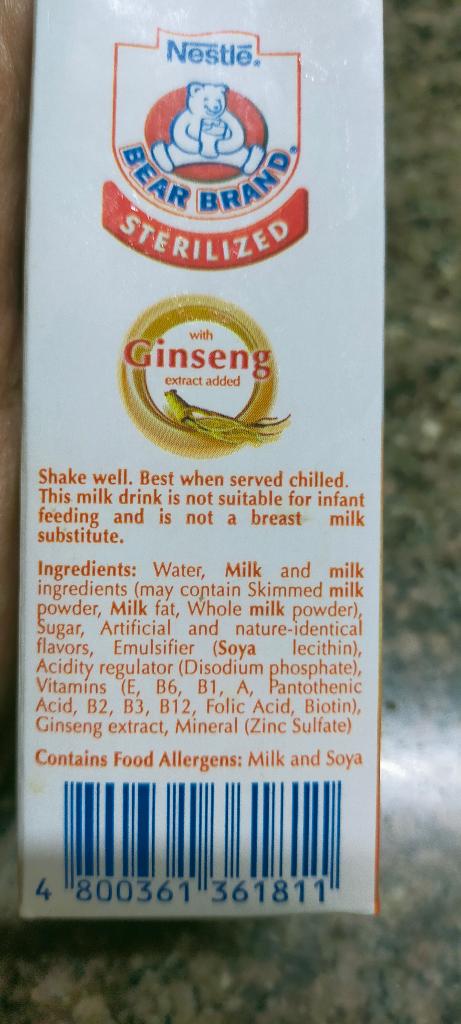 Nestlé®
BEAR BRAND®
STERILIZED
with
Ginseng
extract added
Shake well. Best when served chilled.
This milk drink is not suitable for infant
feeding and is not a breast milk
substitute.
Ingredients: Water, Milk and milk
ingredients (may contain Skimmed milk
powder, Milk fat, Whole milk powder),
Sugar, Artificial and nature-identical
flavors, Emulsifier (Soya lecithin),
Acidity regulator (Disodium phosphate),
Vitamins (E, B6, B1, A, Pantothenic
Acid, B2, B3, B12, Folic Acid, Biotin),
Ginseng extract, Mineral (Zinc Sulfate)
Contains Food Allergens: Milk and Soya
4 800361 361811